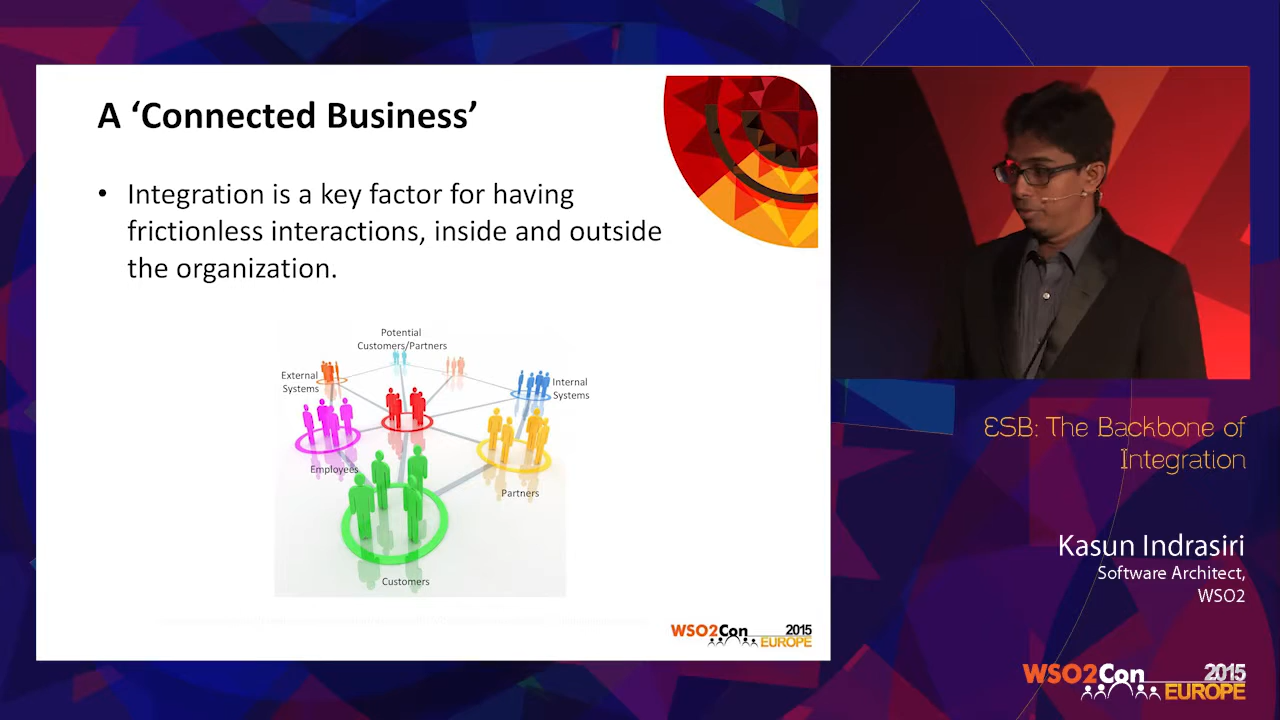 A ‘Connected Business’
• Integration is a key factor for having
frictionless interactions, inside and outside
the organization.
Potential
Customers/Partners
External
Systems
Internal
Systems
Employees
Partners
Customers
WSO2Con 2015
EUROPE
ESB: The Backbone of
Integration
Kasun Indrasiri
Software Architect,
WSO2
WSO2Con 2015
EUROPE